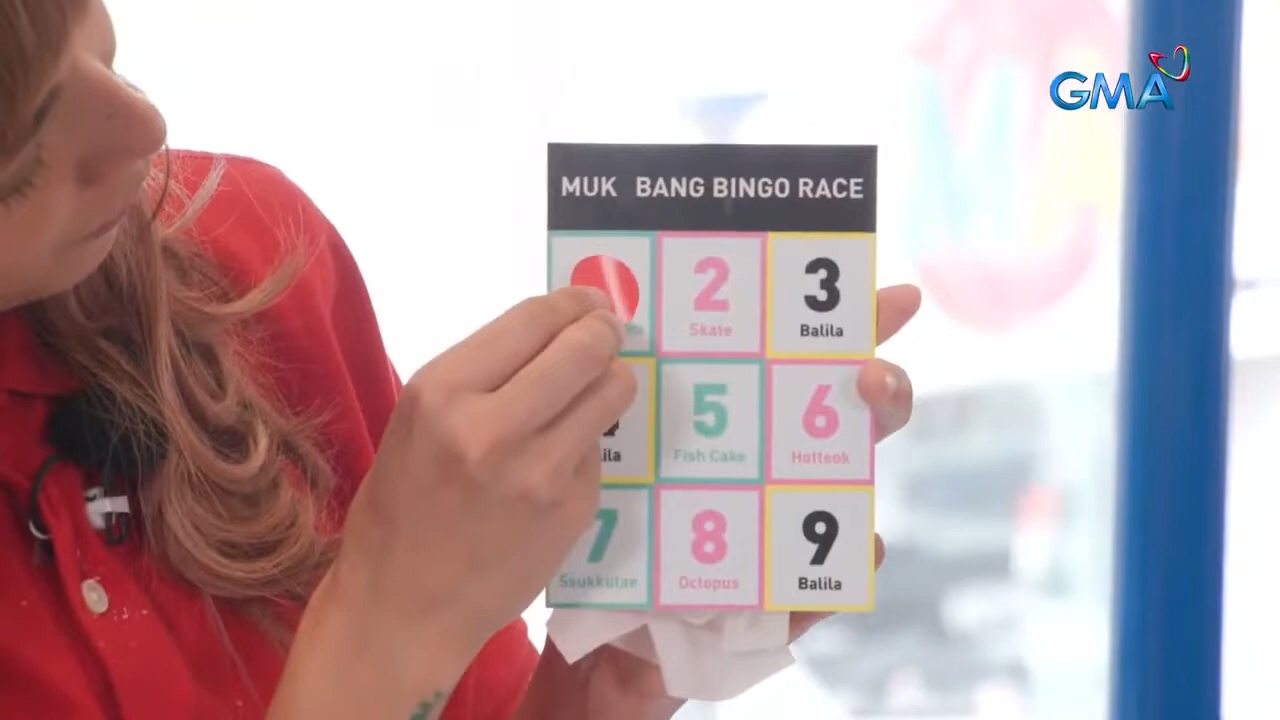 GMA
MUK BANG BINGO RACE
2
Skate
3
Balila
5
Fish Cake
6
Hotteok
7
Ssukkulae
8
Octopus
9
Balila